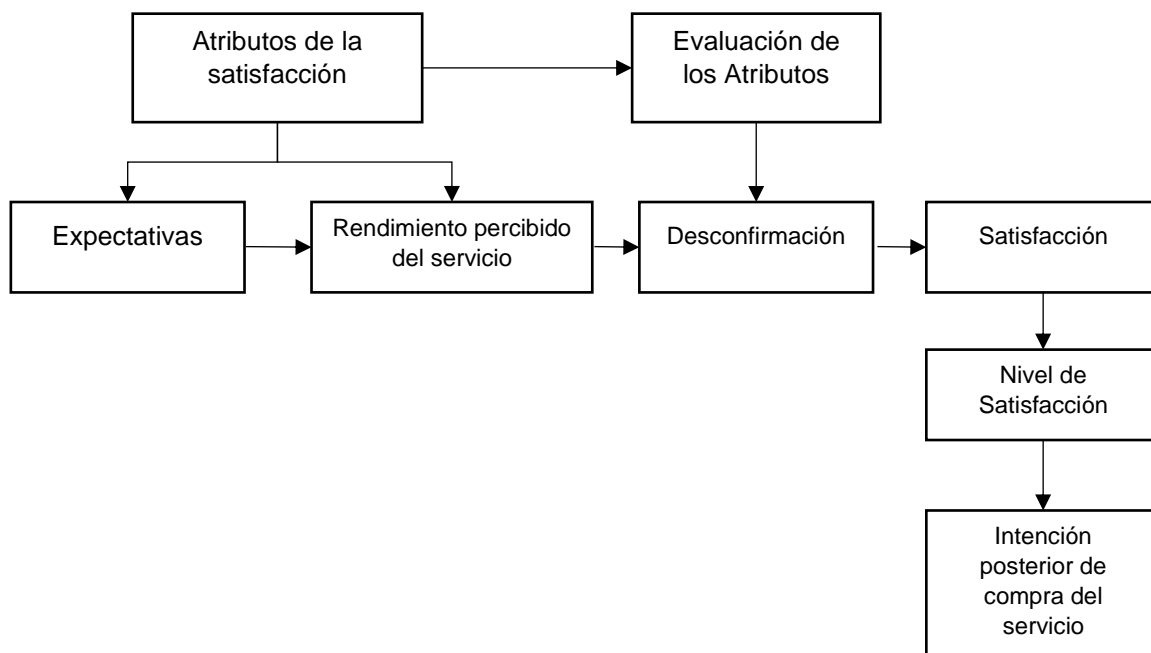 Atributos de la
satisfacción
Evaluación de
los Atributos
Expectativas
Rendimiento percibido
del servicio
Desconfirmación
Satisfacción
Nivel de
Satisfacción
Intención
posterior de
compra del
servicio